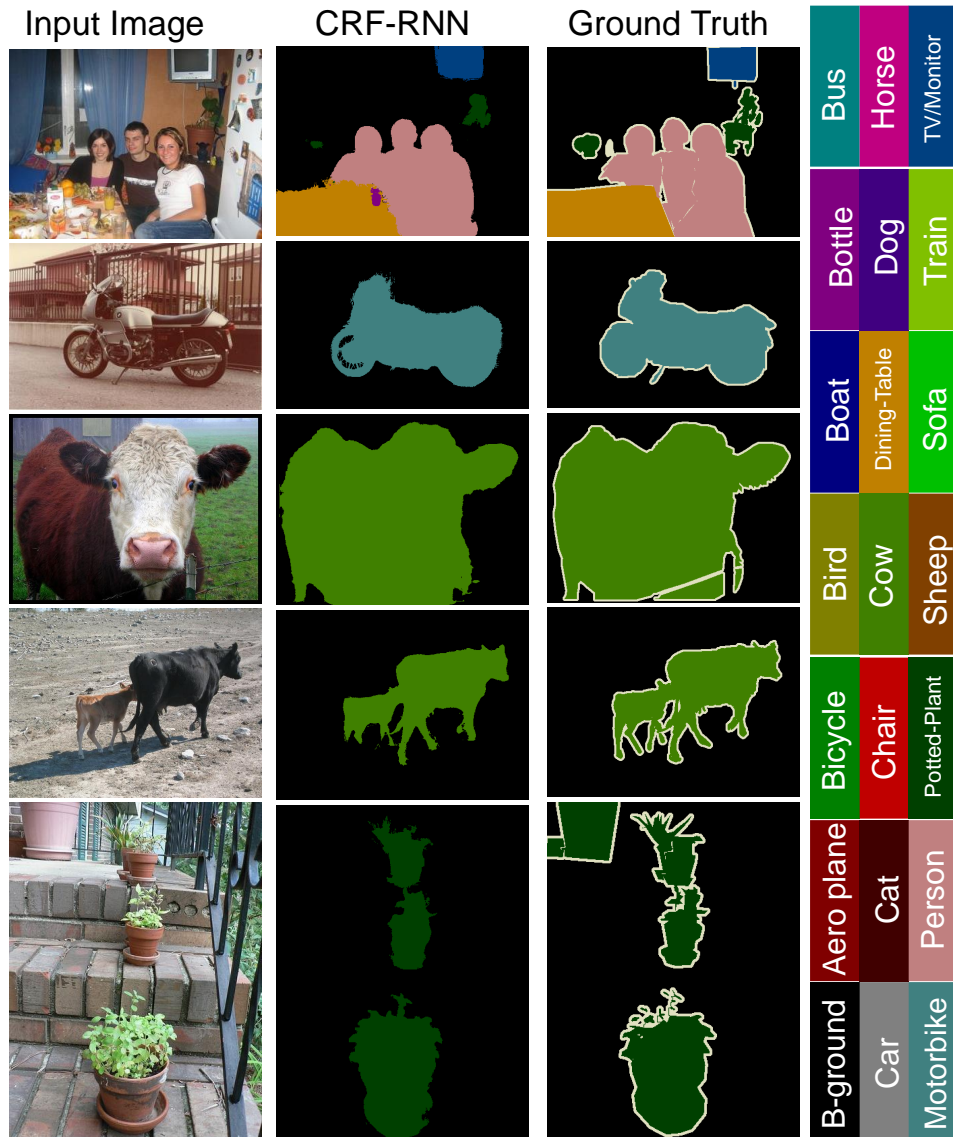 Input Image
CRF-RNN
Ground Truth
Bus
Horse
TV/Monitor
Bottle
Dog
Train
Boat
Dining-Table
Sofa
Bird
Cow
Sheep
Bicycle
Chair
Potted-Plant
Aero plane
Cat
Person
B-ground
Car
Motorbike